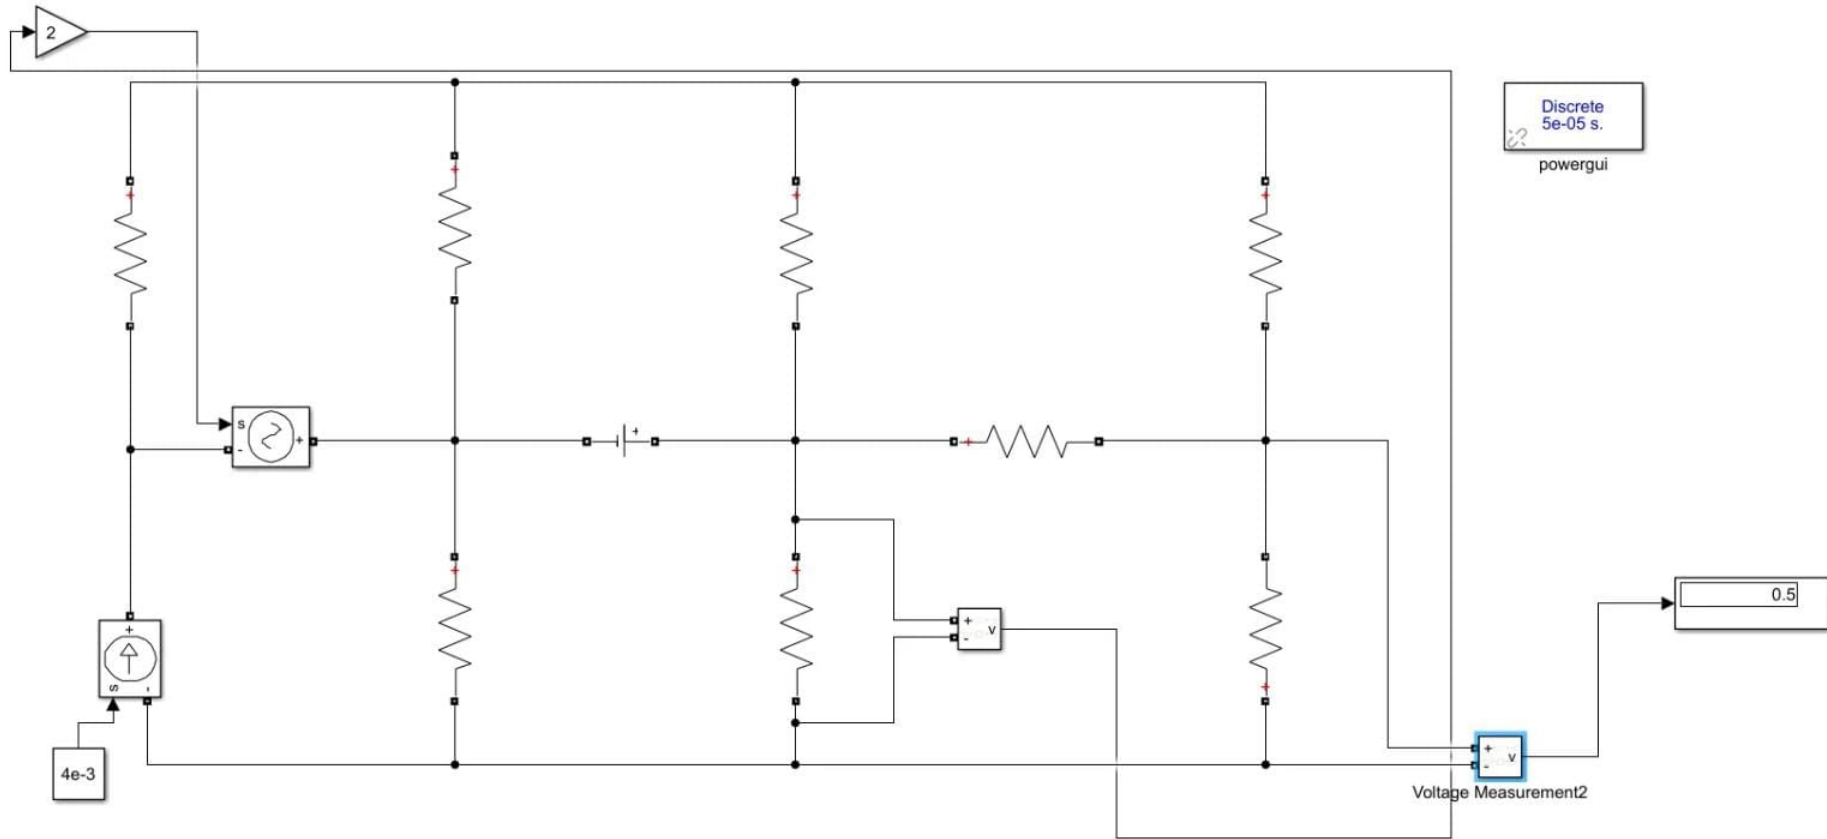 2
Discrete
5e-05 s.
powergui
+
+
+
+
s
+
-
+
+
+
+
+
-
v
0.5
+
s
-
+
4e-3
+
-
v
Voltage Measurement2